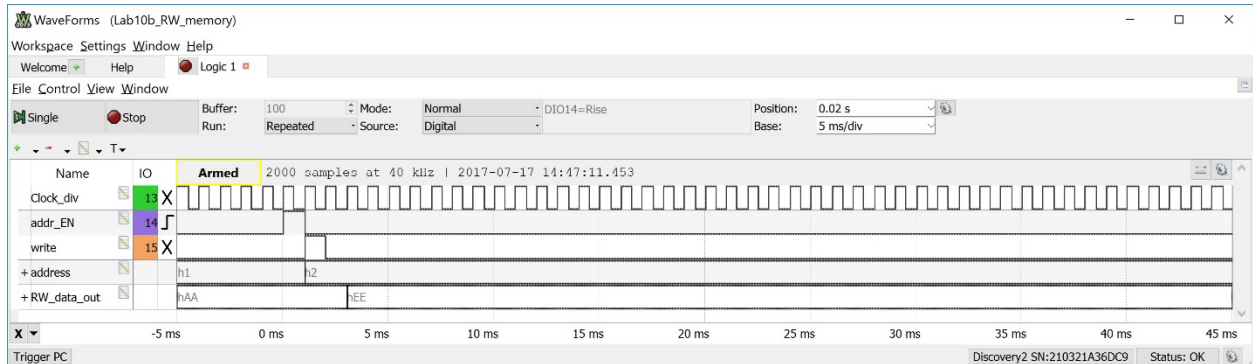 WaveForms (Lab10b_RW_memory)
Workspace Settings Window Help
Welcome Help Logic 1
File Control View Window
Single Stop Buffer: 100 Mode: Normal DIO14=Rise Position: 0.02 s
Run: Repeated Source: Digital Base: 5 ms/div
T
Name IO Armed 2000 samples at 40 kHz | 2017-07-17 14:47:11.453
Clock_div 13 X
addr_EN 14
write 15 X
+ address h1 h2
+ RW_data_out hAA hEE
X -5 ms 0 ms 5 ms 10 ms 15 ms 20 ms 25 ms 30 ms 35 ms 40 ms 45 ms
Trigger PC Discovery2 SN:210321A36DC9 Status: OK